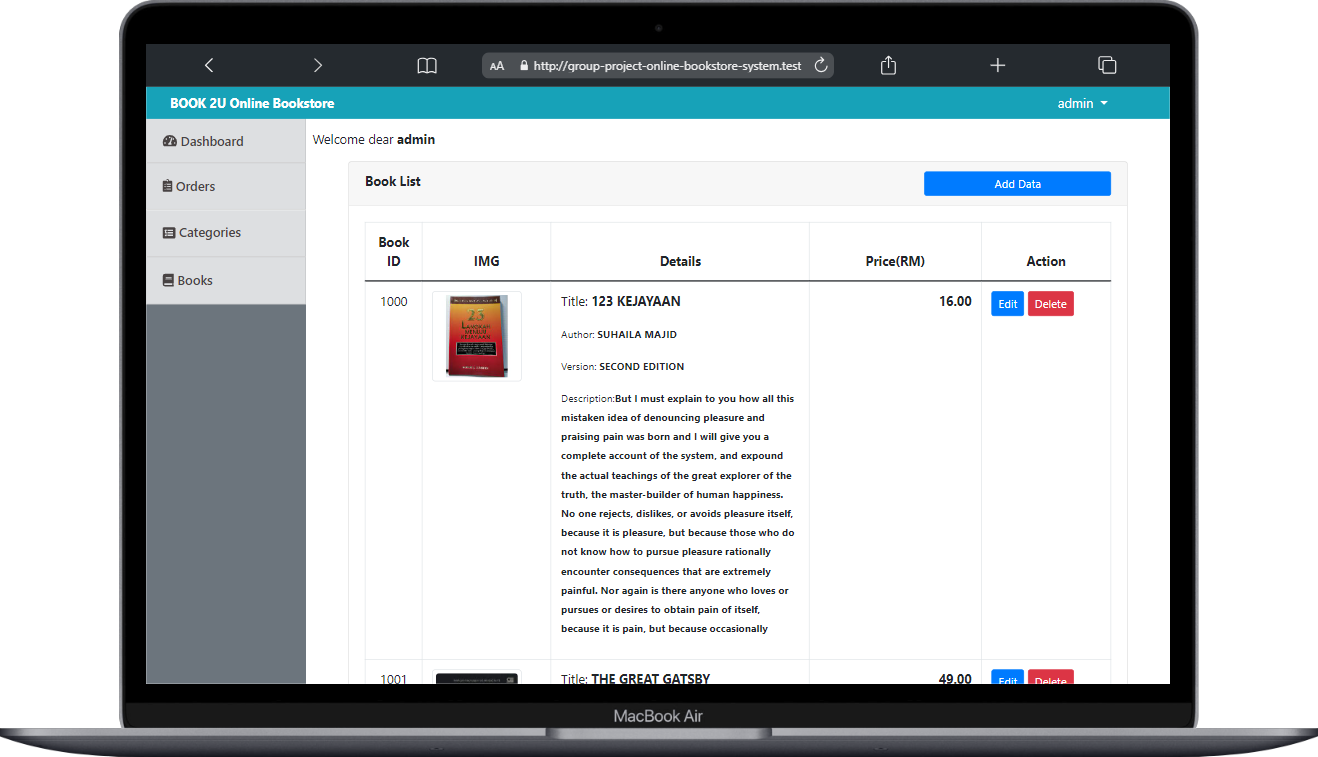 AA http://group-project-online-bookstore-system.test
BOOK 2U Online Bookstore
admin
Dashboard
Orders
Categories
Books
Welcome dear admin
Book List
Add Data
Book ID
IMG
Details
Price(RM)
Action
1000
23
LANGKAH
MENUJU
KEJAYAAN
Title: 123 KEJAYAAN
Author: SUHAILA MAJID
Version: SECOND EDITION
Description:But I must explain to you how all this
mistaken idea of denouncing pleasure and
praising pain was born and I will give you a
complete account of the system, and expound
the actual teachings of the great explorer of the
truth, the master-builder of human happiness.
No one rejects, dislikes, or avoids pleasure itself,
because it is pleasure, but because those who do
not know how to pursue pleasure rationally
encounter consequences that are extremely
painful. Nor again is there anyone who loves or
pursues or desires to obtain pain of itself,
because it is pain, but because occasionally
16.00
Edit
Delete
1001
Title: THE GREAT GATSBY
49.00
Edit
Delete
MacBook Air